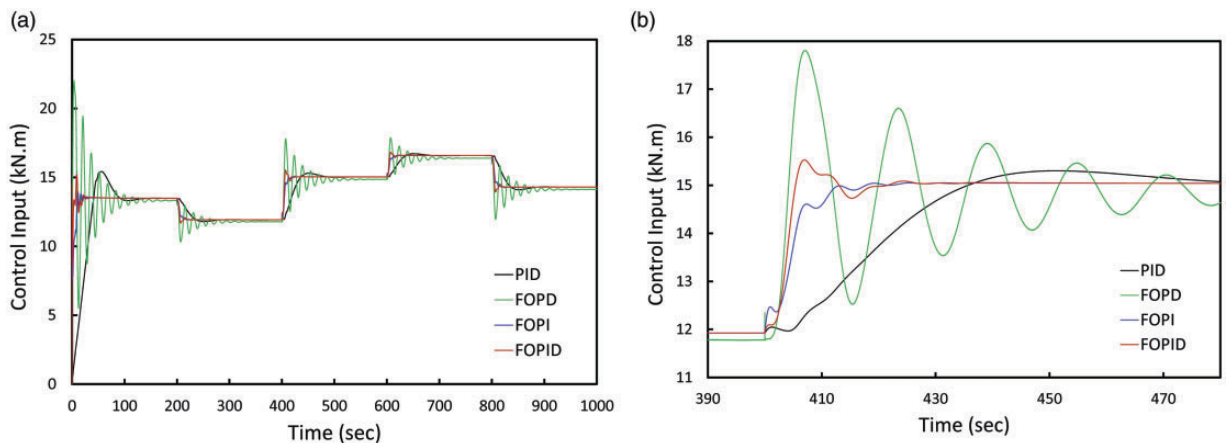 (a)
Control Input (kN.m)
25
20
15
10
5
0
0 100 200 300 400 500 600 700 800 900 1000
Time (sec)
PID
FOPD
FOPI
FOPID
(b)
Control Input (kN.m)
18
17
16
15
14
13
12
11
390 410 430 450 470
Time (sec)
PID
FOPD
FOPI
FOPID